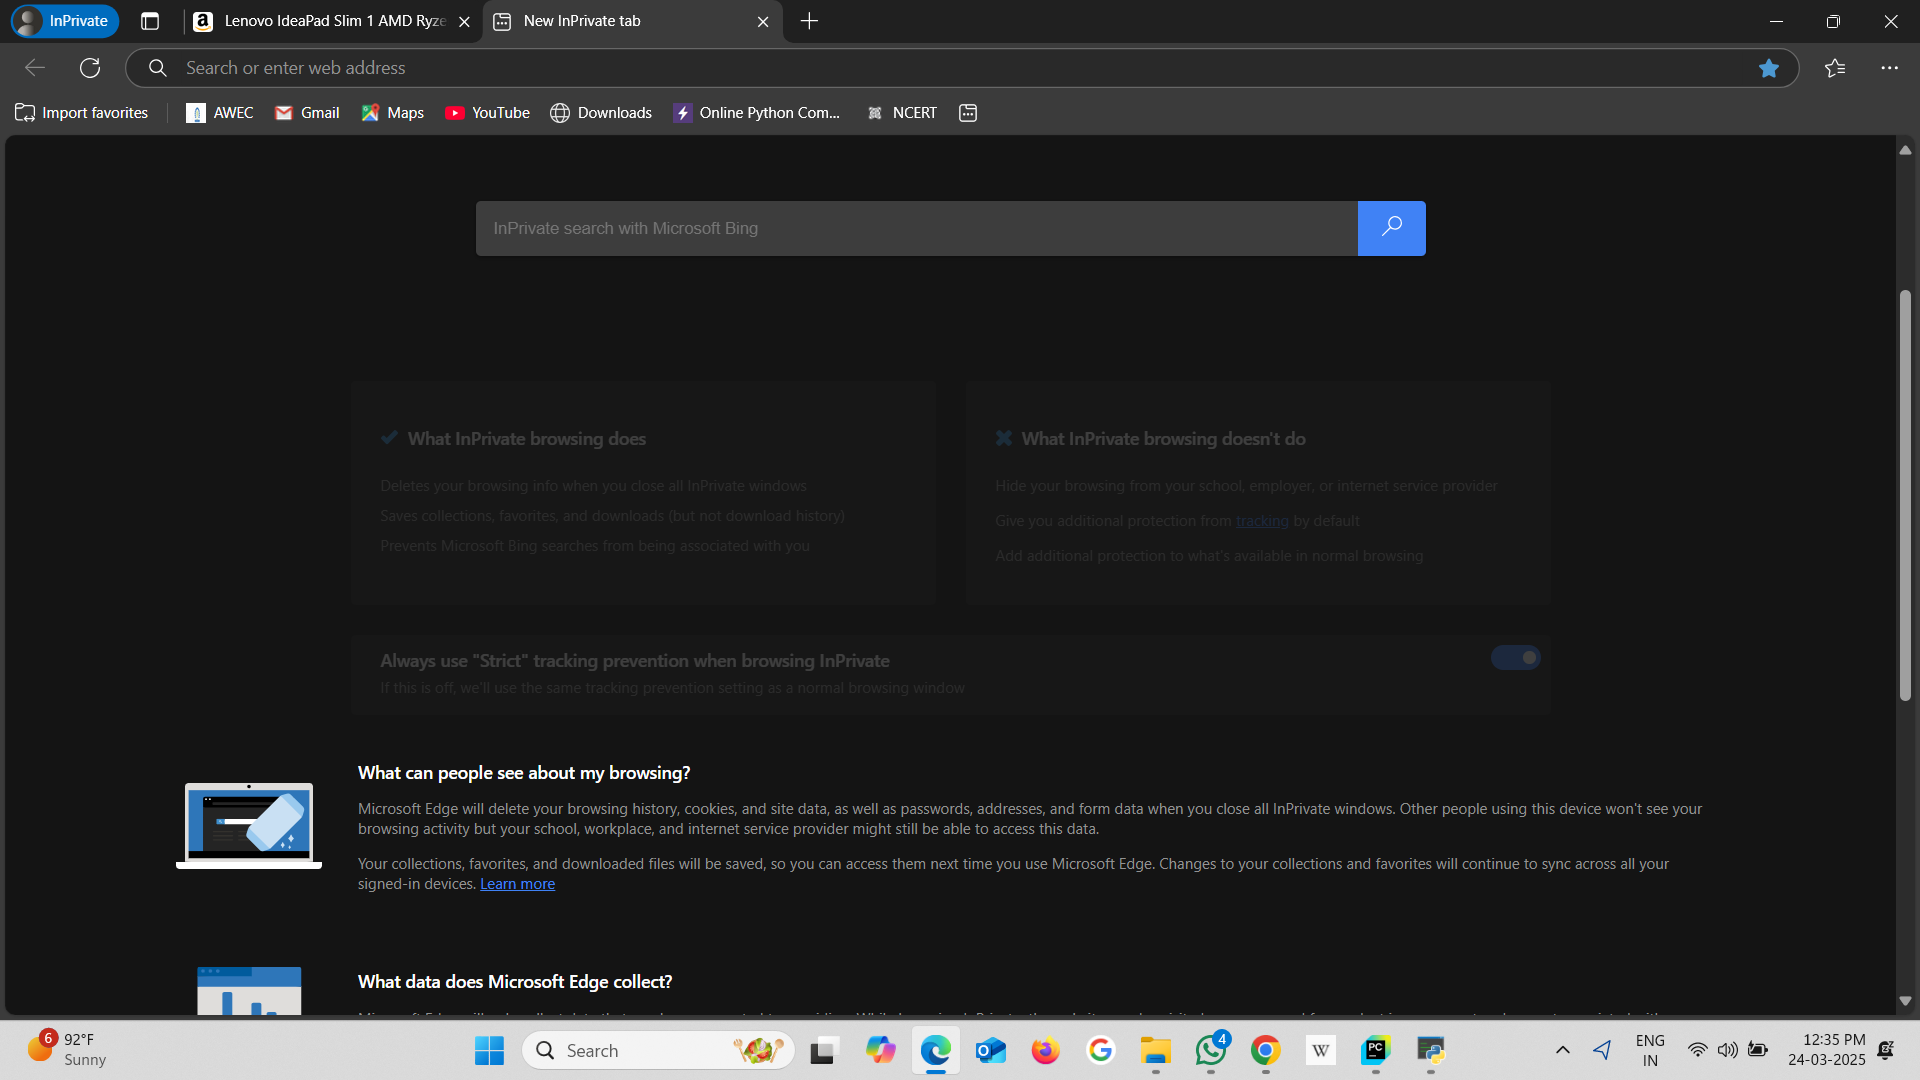 InPrivate
Lenovo IdeaPad Slim 1 AMD Ryze
New InPrivate tab
Search or enter web address
Import favorites
AWEC
Gmail
Maps
YouTube
Downloads
Online Python Com...
NCERT
InPrivate search with Microsoft Bing
What InPrivate browsing does
Deletes your browsing info when you close all InPrivate windows
Saves collections, favorites, and downloads (but not download history)
Prevents Microsoft Bing searches from being associated with you
What InPrivate browsing doesn't do
Hide your browsing from your school, employer, or internet service provider
Give you additional protection from tracking by default
Add additional protection to what's available in normal browsing
Always use "Strict" tracking prevention when browsing InPrivate
If this is off, we'll use the same tracking prevention setting as a normal browsing window
What can people see about my browsing?
Microsoft Edge will delete your browsing history, cookies, and site data, as well as passwords, addresses, and form data when you close all InPrivate windows. Other people using this device won't see your
browsing activity but your school, workplace, and internet service provider might still be able to access this data.
Your collections, favorites, and downloaded files will be saved, so you can access them next time you use Microsoft Edge. Changes to your collections and favorites will continue to sync across all your
signed-in devices. Learn more
What data does Microsoft Edge collect?
6
92°F
Sunny
Search
4
W
PC
ENG
IN
12:35 PM
24-03-2025